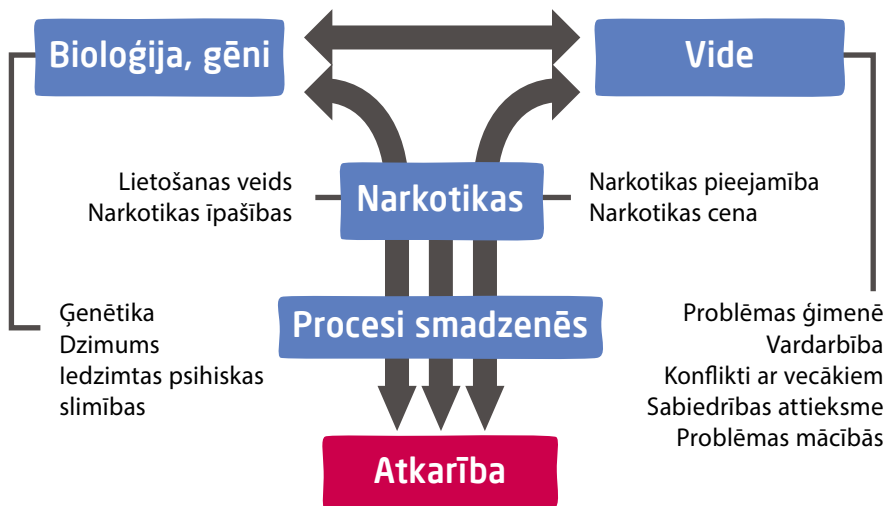 Bioloģija, gēni
Vide
Lietošanas veids
Narkotikas īpašības
Narkotikas
Narkotikas pieejamība
Narkotikas cena
Ģenētika
Dzimums
Iedzimtas psihiskas
slimības
Procesi smadzenēs
Problēmas ģimenē
Vardarbība
Konflikti ar vecākiem
Sabiedrības attieksme
Problēmas mācībās
Atkarība